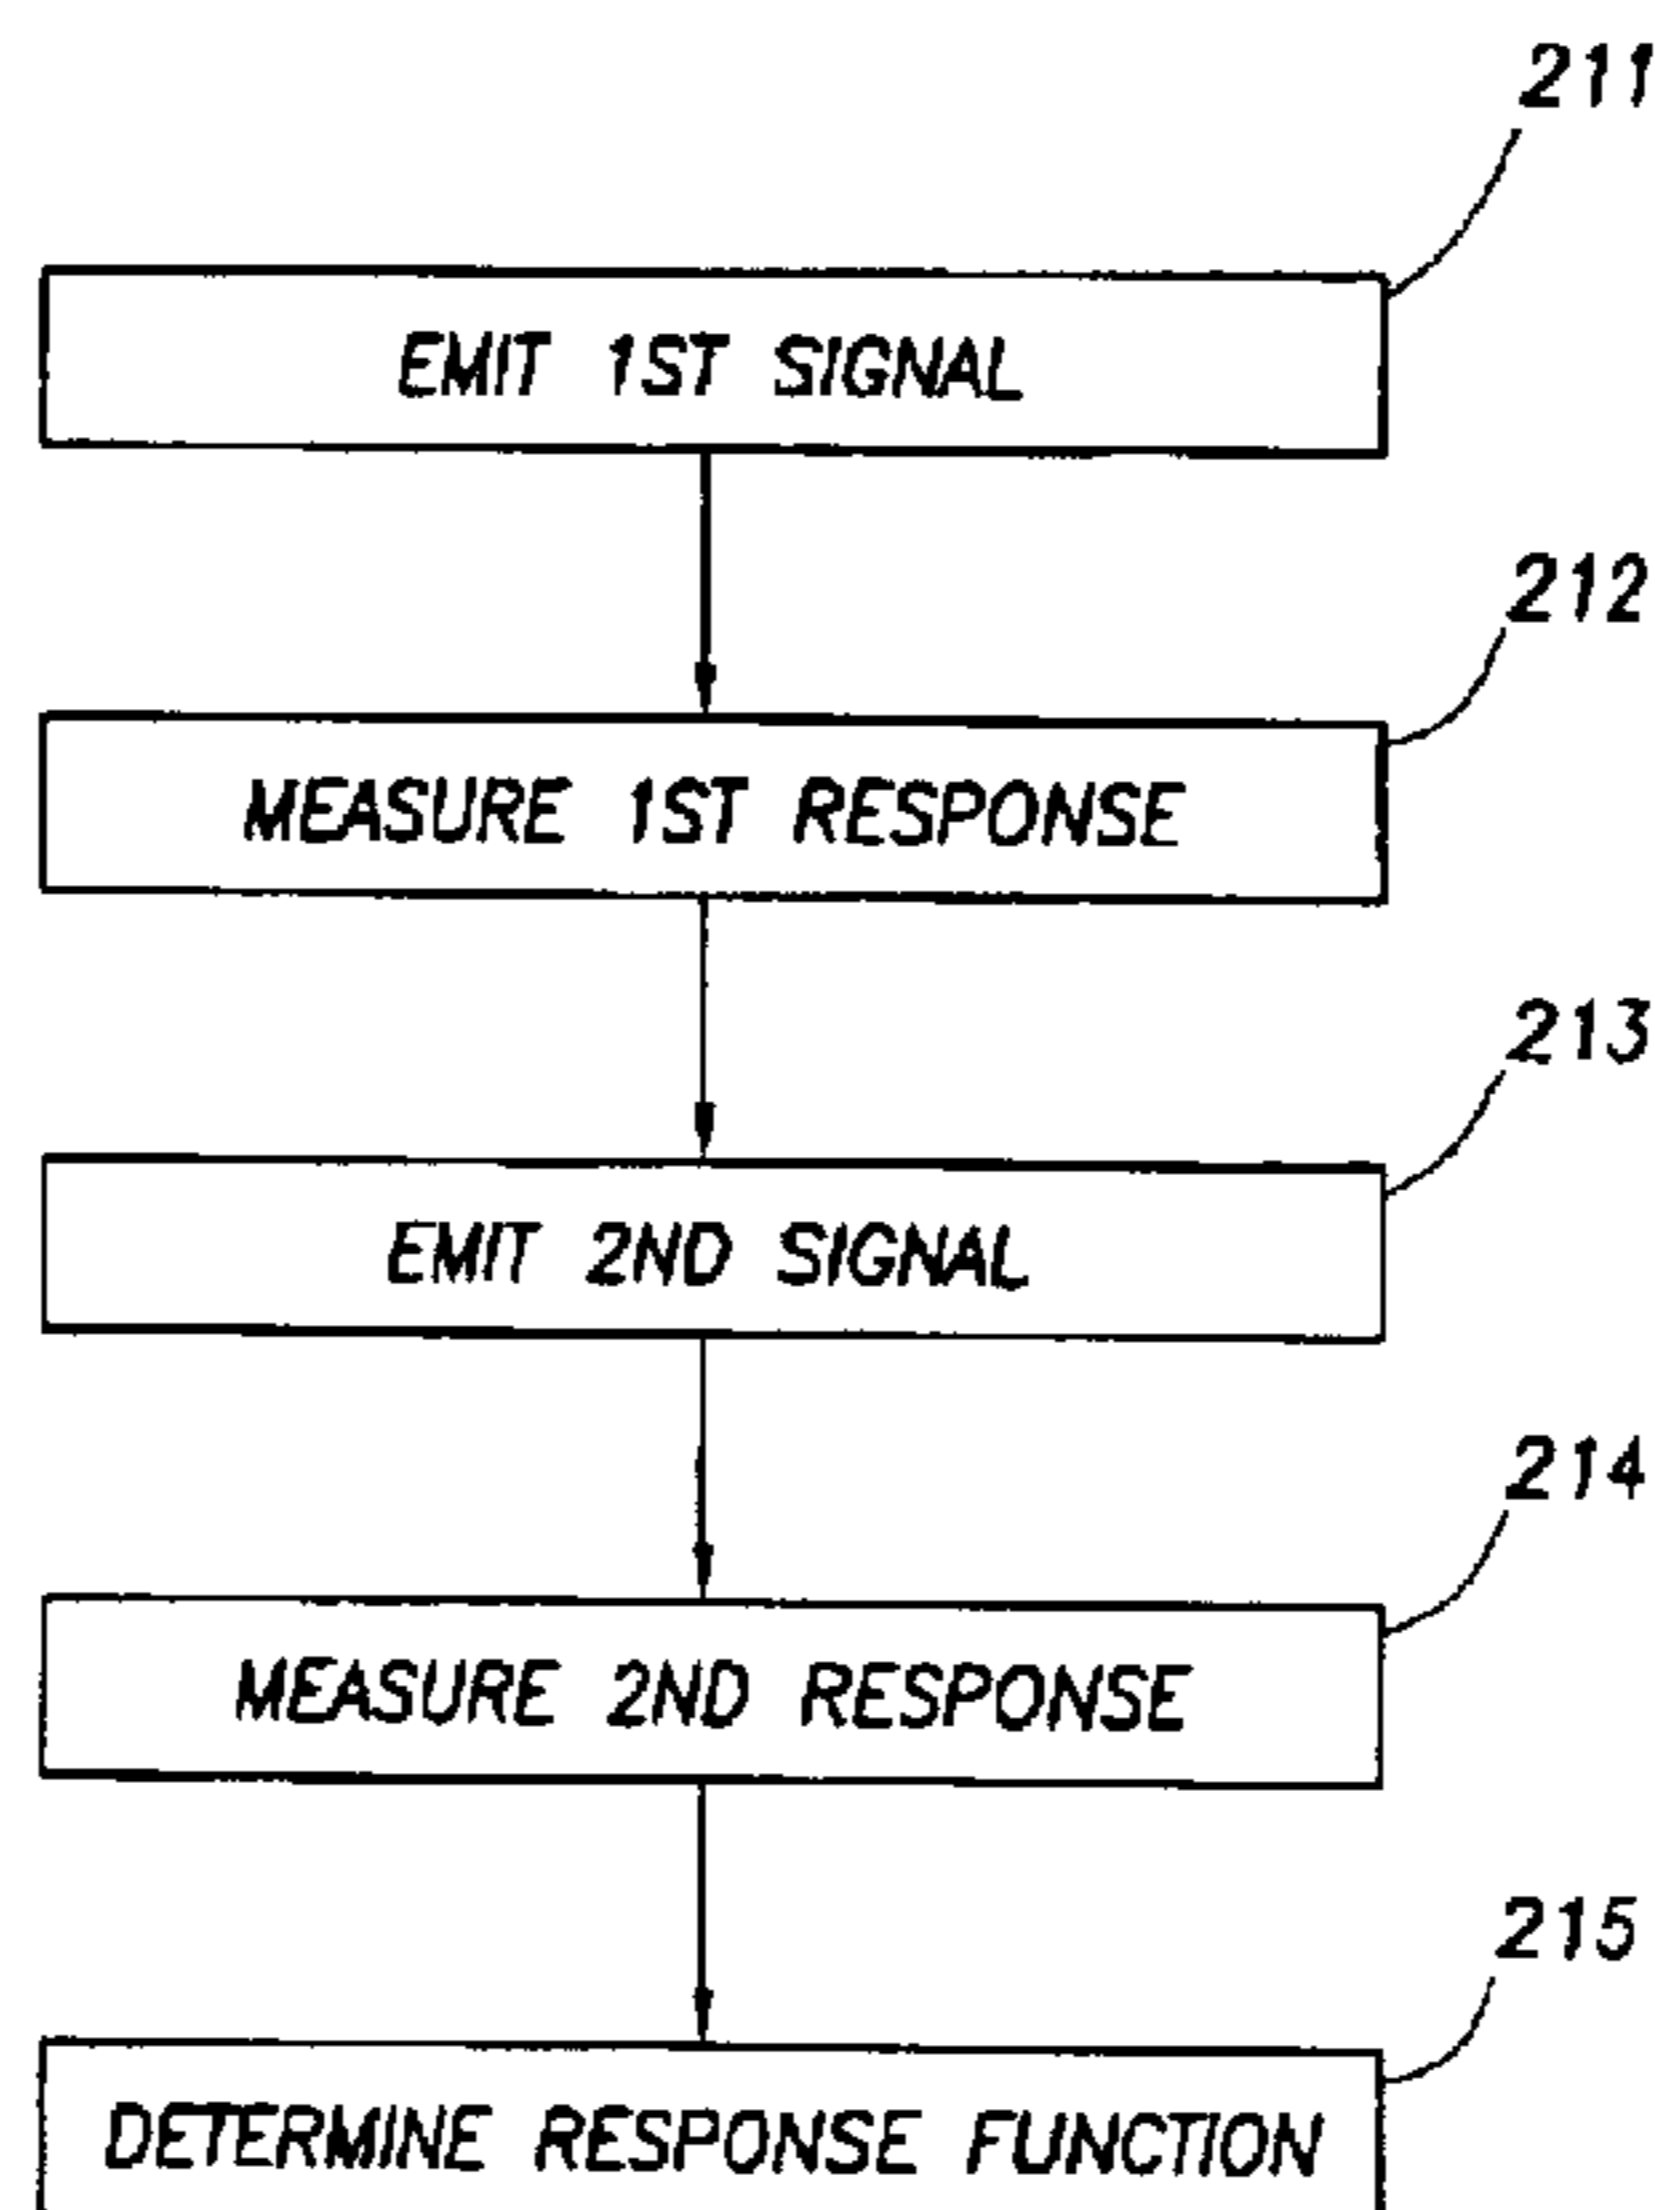 211
EMIT 1ST SIGNAL
212
MEASURE 1ST RESPONSE
213
EMIT 2ND SIGNAL
214
MEASURE 2ND RESPONSE
215
DETERMINE RESPONSE FUNCTION